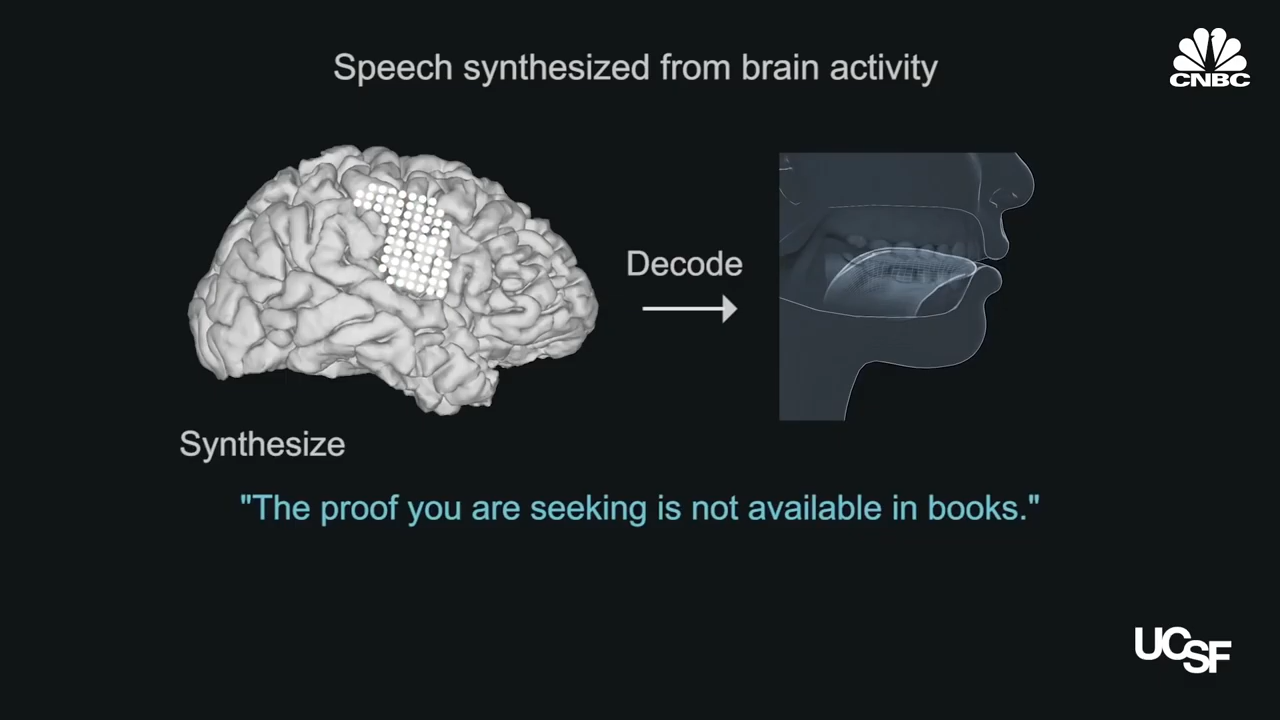 Speech synthesized from brain activity
CNBC
Decode
Synthesize
"The proof you are seeking is not available in books."
UCSF